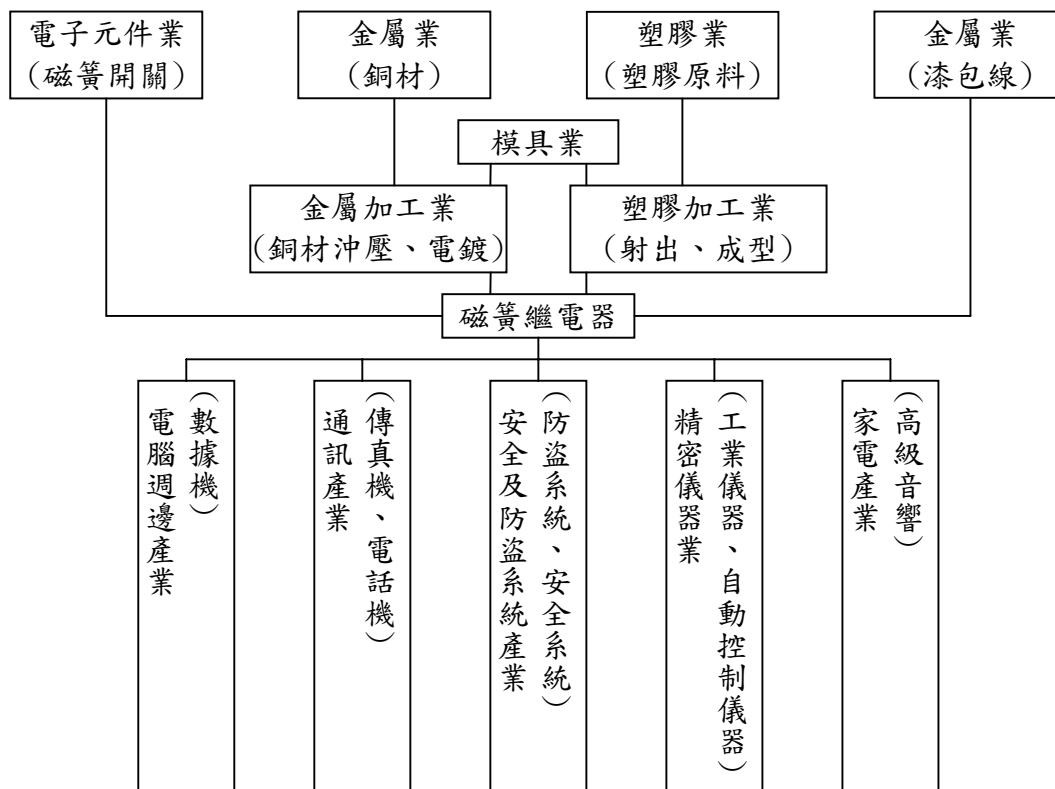 電子元件業
(磁簧開關)
金屬業
(銅材)
塑膠業
(塑膠原料)
金屬業
(漆包線)
模具業
金屬加工業
(銅材沖壓、電鍍)
塑膠加工業
(射出、成型)
磁簧繼電器
電腦週邊產業
(數據機)
通訊產業
(傳真機、電話機)
安全及防盜系統產業
(防盜系統、安全系統)
精密儀器業
(工業儀器、自動控制儀器)
家電產業
(高級音響)